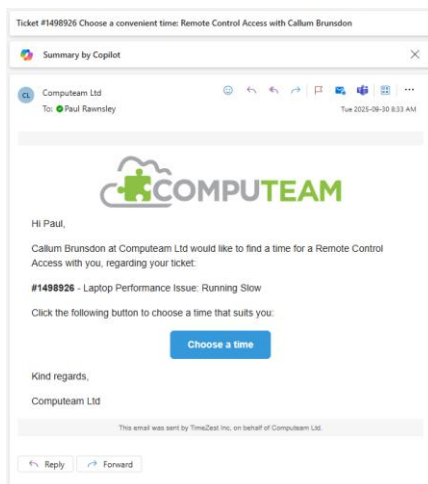 Ticket #1498926 Choose a convenient time: Remote Control Access with Callum Brunsdon
Summary by Copilot
CL
Computeam Ltd
To: Paul Rawnsley
Tue 2025-09-30 8:33 AM
COMPUTEAM
Hi Paul,
Callum Brunsdon at Computeam Ltd would like to find a time for a Remote Control
Access with you, regarding your ticket:
#1498926 - Laptop Performance Issue: Running Slow
Click the following button to choose a time that suits you:
Choose a time
Kind regards,
Computeam Ltd
This email was sent by TimeZest Inc, on behalf of Computeam Ltd.
Reply
Forward